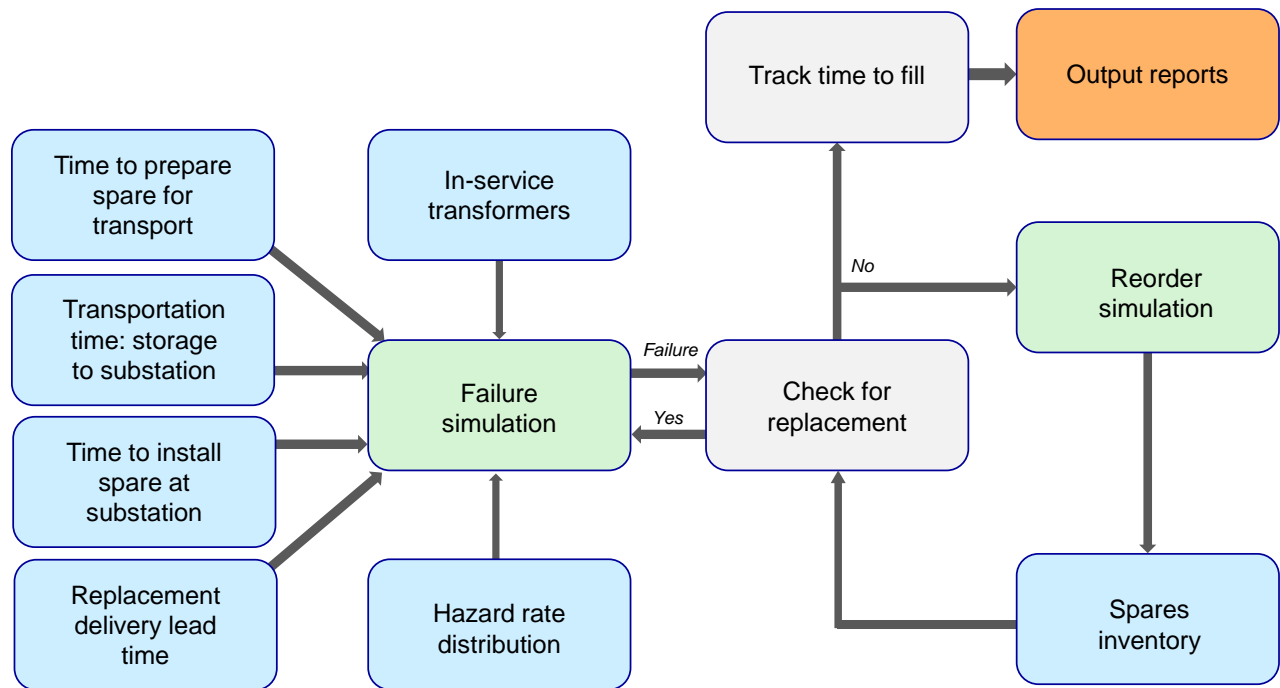 Track time to fill
Output reports
Time to prepare
spare for
transport
In-service
transformers
Transportation
time: storage
to substation
No
Reorder
simulation
Failure
simulation
Failure
Yes
Check for
replacement
Time to install
spare at
substation
Replacement
delivery lead
time
Hazard rate
distribution
Spares
inventory